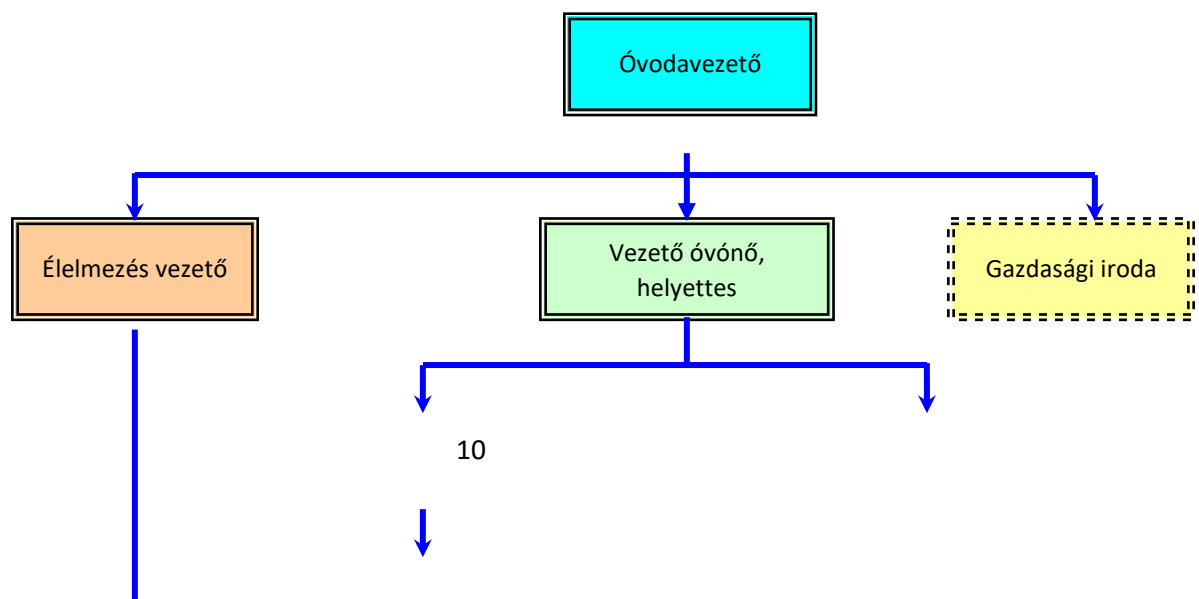 Óvodavezető
Élelmezés vezető
Vezető óvónő,
helyettes
Gazdasági iroda
10